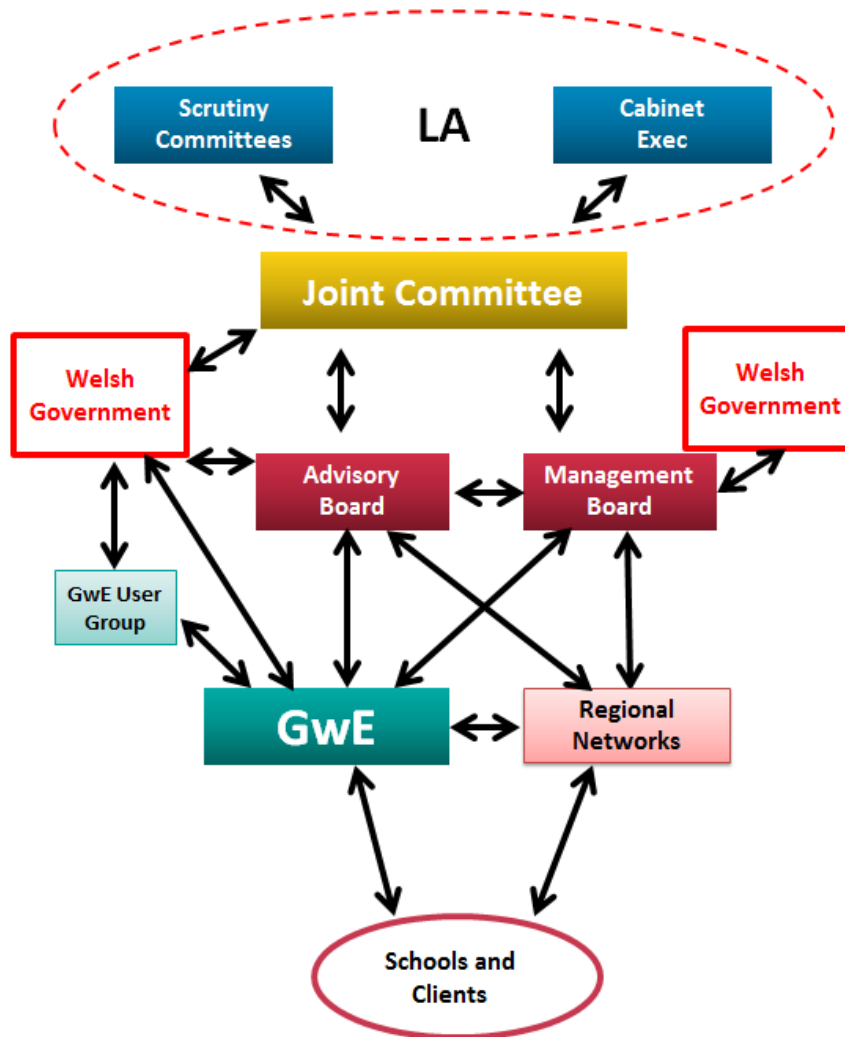 Scrutiny
Committees
LA
Cabinet
Exec
Joint Committee
Welsh
Government
Welsh
Government
Advisory
Board
Management
Board
GwE User
Group
GwE
Regional
Networks
Schools and
Clients